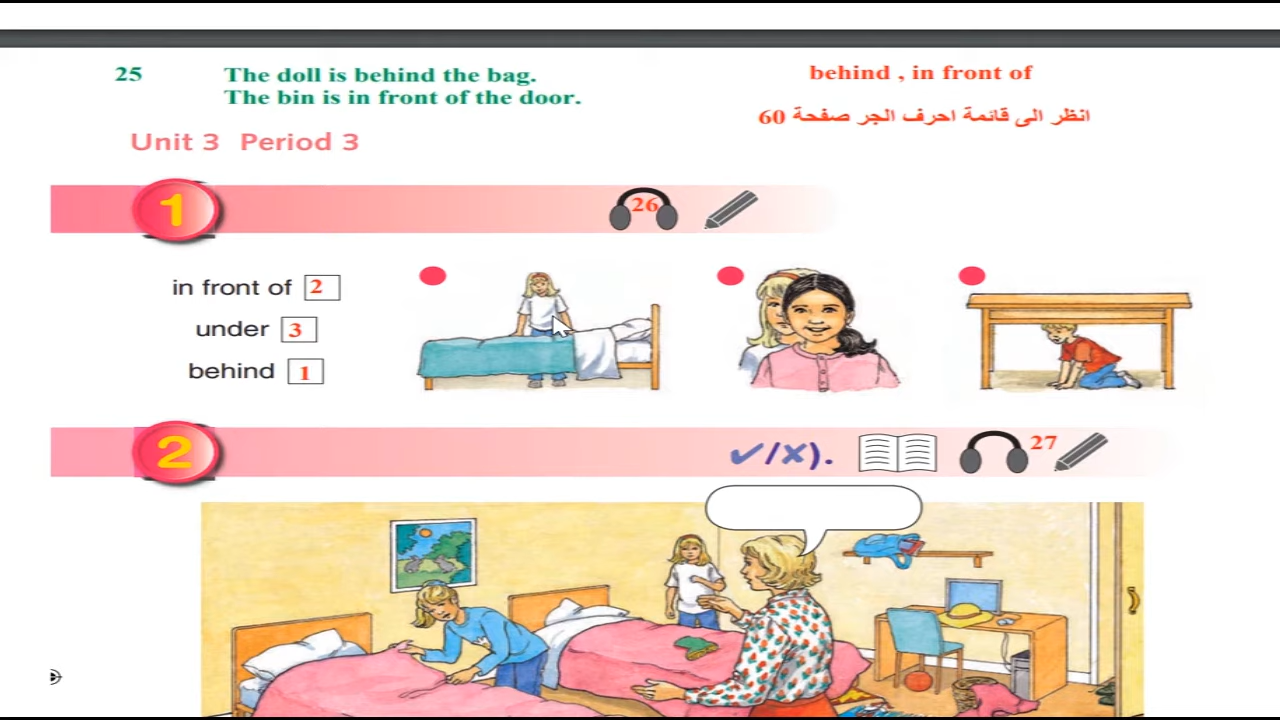 25 The doll is behind the bag.
The bin is in front of the door.
behind , in front of
انظر الى قائمة احرف الجر صفحة 60
Unit 3 Period 3
1
26
in front of 2
under 3
behind 1
2
✓/✗).
27